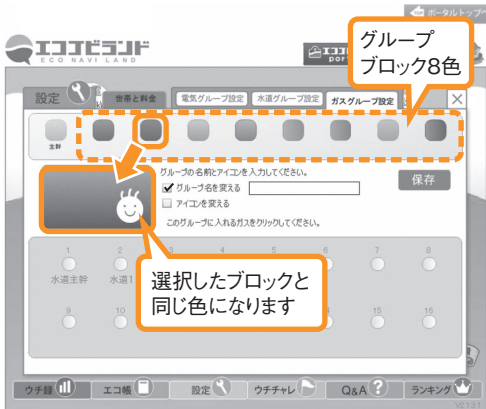 ポータルトップへ
エココナビランド
ECO NAVI LAND
グループ
ブロック8色
設定
世帯と料金
電気グループ設定
水道グループ設定
ガスグループ設定
主幹
グループの名前とアイコンを入力してください。
グループ名を変える
アイコンを変える
保存
このグループに入れるガスをクリックしてください。
1
2
3
4
5
6
7
8
水道主幹
水道1
選択したブロックと
同じ色になります
9
10
15
16
ウチ録
エコ帳
設定
ウチチャレ
Q&A
ランキング
V2.1.3.1